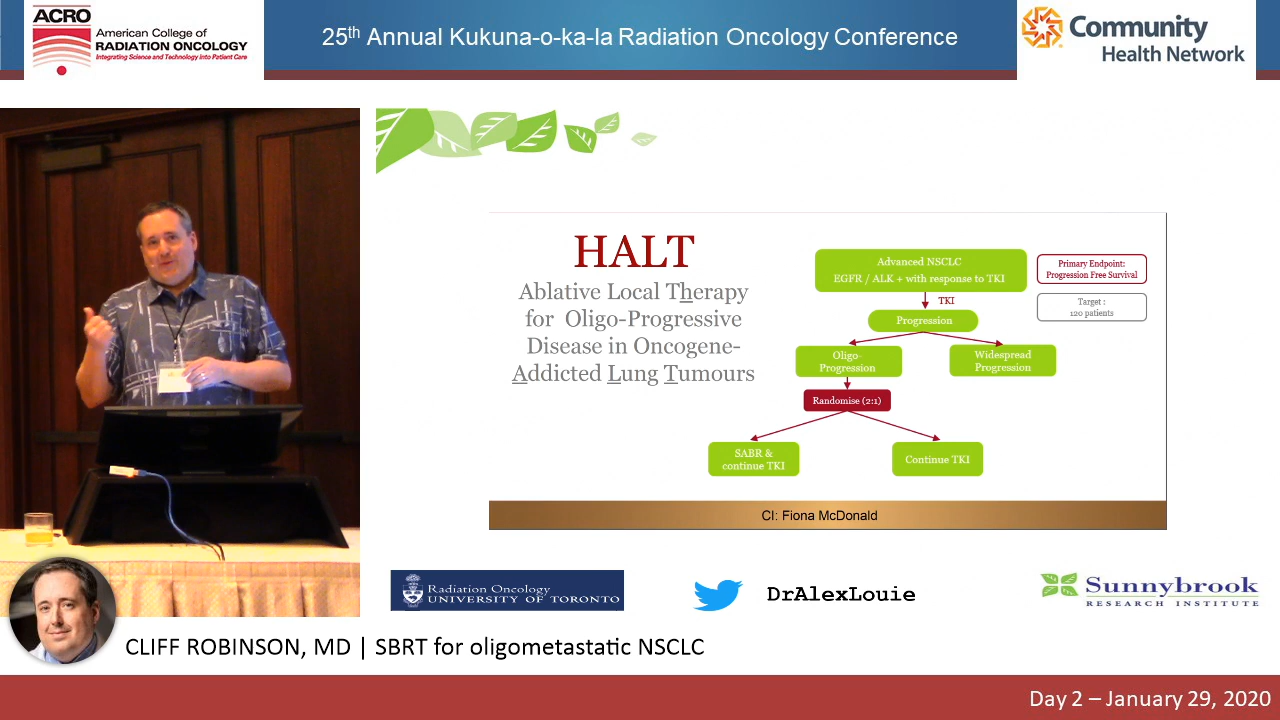 ACRO
American College of
RADIATION ONCOLOGY
Integrating Science and Technology Into Patient Care
25th Annual Kukuna-o-ka-la Radiation Oncology Conference
Community
Health Network
HALT
Ablative Local Therapy
for Oligo-Progressive
Disease in Oncogene-
Addicted Lung Tumours
Advanced NSCLC
EGFR / ALK + with response to TKI
Primary Endpoint:
Progression Free Survival
TKI
Target :
120 patients
Progression
Oligo-
Progression
Widespread
Progression
Randomise (2:1)
SABR &
continue TKI
Continue TKI
CI: Fiona McDonald
Radiation Oncology
UNIVERSITY OF TORONTO
DrAlexLouie
Sunnybrook
RESEARCH INSTITUTE
CLIFF ROBINSON, MD | SBRT for oligometastatic NSCLC
Day 2 – January 29, 2020